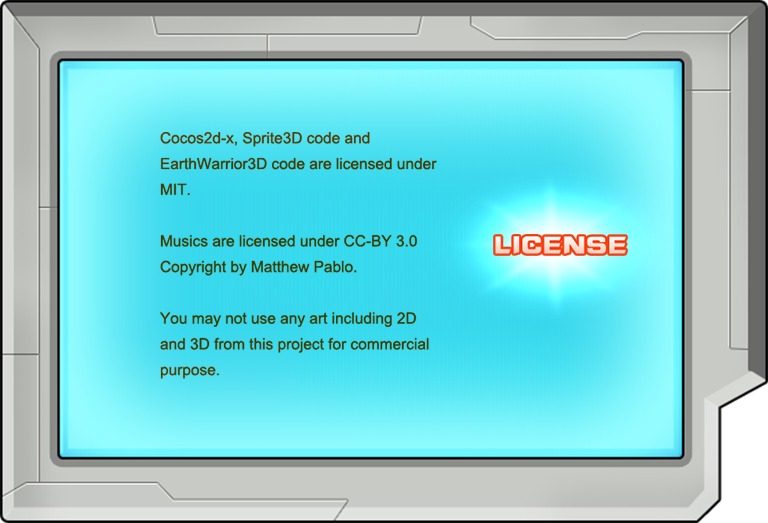 Cocos2d-x, Sprite3D code and
EarthWarrior3D code are licensed under
MIT.
Musics are licensed under CC-BY 3.0
Copyright by Matthew Pablo.
You may not use any art including 2D
and 3D from this project for commercial
purpose.
LICENSE